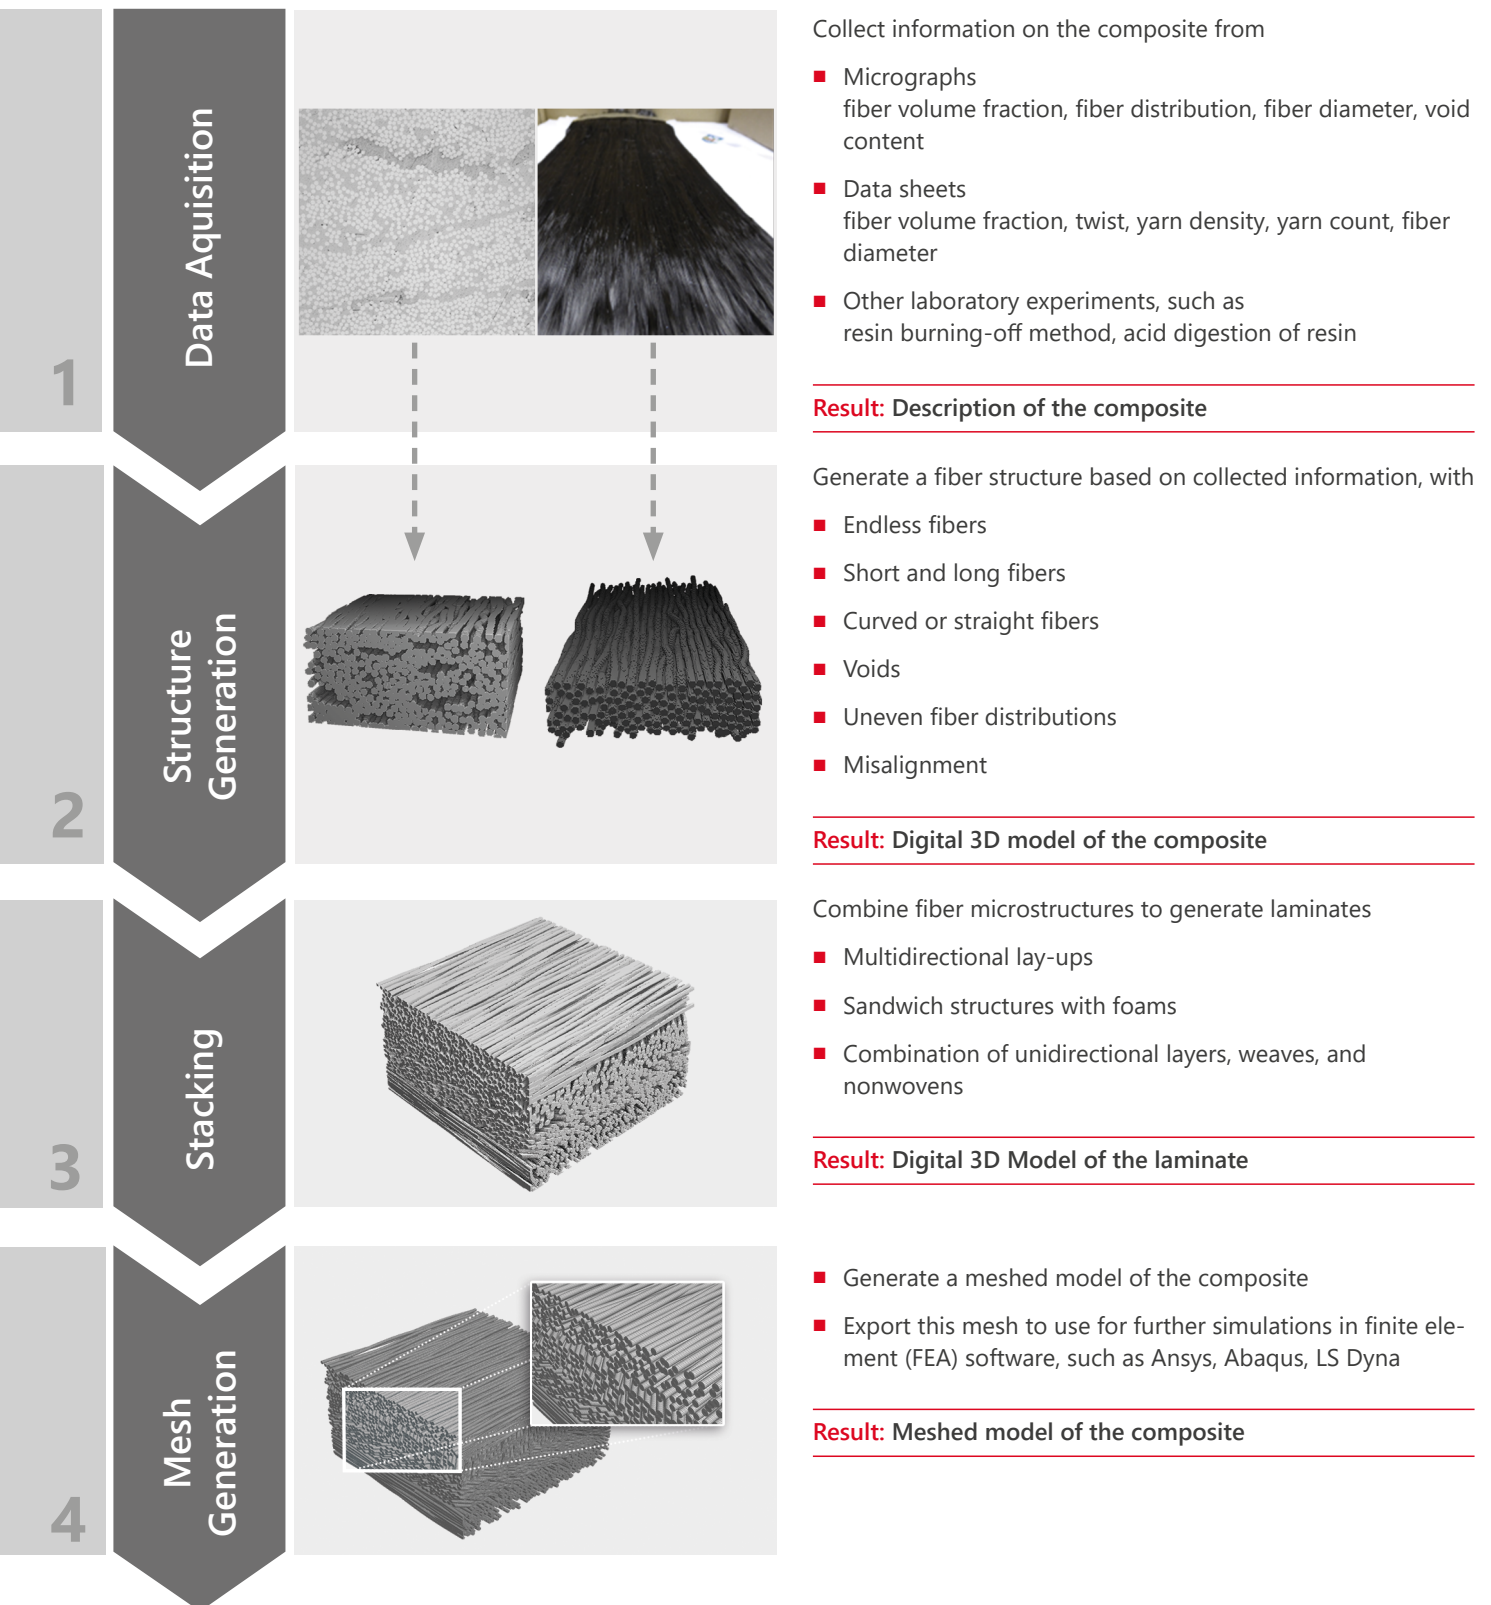 1
Data Aquisition
Collect information on the composite from
■ Micrographs
fiber volume fraction, fiber distribution, fiber diameter, void
content
■ Data sheets
fiber volume fraction, twist, yarn density, yarn count, fiber
diameter
■ Other laboratory experiments, such as
resin burning-off method, acid digestion of resin
Result: Description of the composite
2
Structure
Generation
Generate a fiber structure based on collected information, with
■ Endless fibers
■ Short and long fibers
■ Curved or straight fibers
■ Voids
■ Uneven fiber distributions
■ Misalignment
Result: Digital 3D model of the composite
3
Stacking
Combine fiber microstructures to generate laminates
■ Multidirectional lay-ups
■ Sandwich structures with foams
■ Combination of unidirectional layers, weaves, and
nonwovens
Result: Digital 3D Model of the laminate
4
Mesh
Generation
■ Generate a meshed model of the composite
■ Export this mesh to use for further simulations in finite ele-
ment (FEA) software, such as Ansys, Abaqus, LS Dyna
Result: Meshed model of the composite